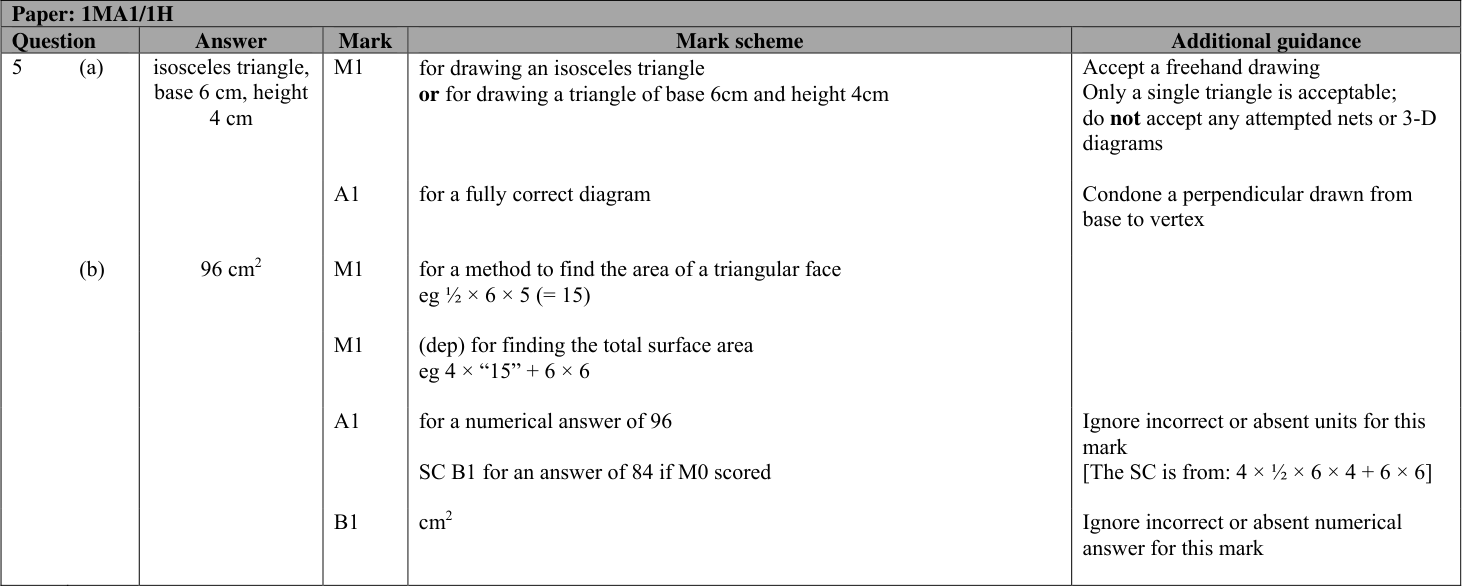 Paper: 1MA1/1H
Question Answer Mark Mark scheme Additional guidance
5 (a) isosceles triangle, base 6 cm, height 4 cm M1 for drawing an isosceles triangle
or for drawing a triangle of base 6cm and height 4cm
Accept a freehand drawing
Only a single triangle is acceptable;
do not accept any attempted nets or 3-D
diagrams
A1 for a fully correct diagram
Condone a perpendicular drawn from
base to vertex
(b) 96 cm² M1 for a method to find the area of a triangular face
eg ½ × 6 × 5 (= 15)
M1 (dep) for finding the total surface area
eg 4 × “15” + 6 × 6
A1 for a numerical answer of 96
Ignore incorrect or absent units for this
mark
SC B1 for an answer of 84 if M0 scored
[The SC is from: 4 × ½ × 6 × 4 + 6 × 6]
B1 cm²
Ignore incorrect or absent numerical
answer for this mark